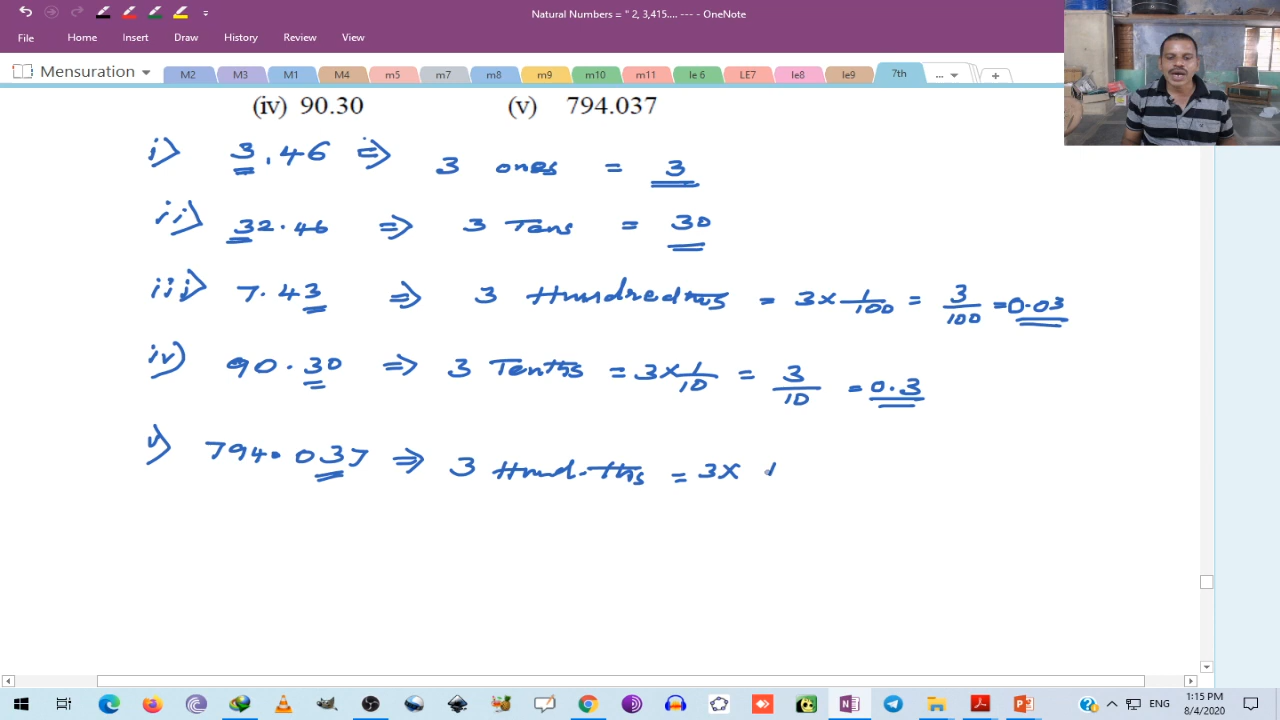 Natural Numbers = " 2, 3,415.... --- - OneNote
File Home Insert Draw History Review View
Mensuration M2 M3 M1 M4 m5 m7 m8 m9 m10 m11 le 6 LE7 le8 le9 7th ... +
(iv) 90.30 (v) 794.037
i) 3.46 ⇒ 3 ones = 3
ii) 32.46 ⇒ 3 Tens = 30
iii) 7.43 ⇒ 3 Hundredths = 3 × 1/100 = 3/100 = 0.03
iv) 90.30 ⇒ 3 Tenths = 3 × 1/10 = 3/10 = 0.3
v) 794.037 ⇒ 3 Hund.ths = 3 ×
ENG 1:15 PM
8/4/2020